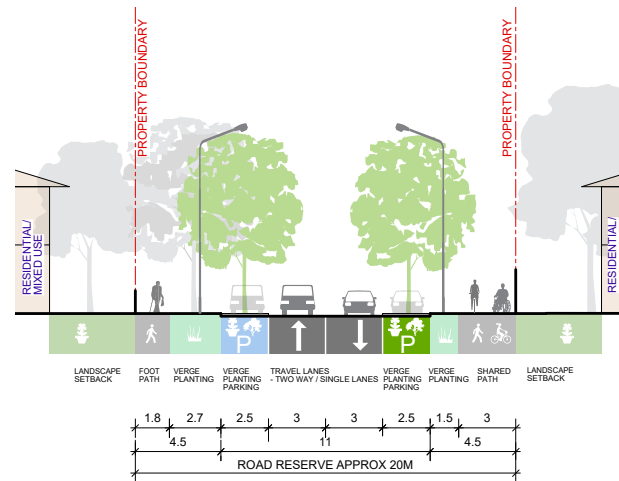 PROPERTY BOUNDARY
PROPERTY BOUNDARY
RESIDENTIAL/
MIXED USE
RESIDENTIAL/
P
P
LANDSCAPE
SETBACK
FOOT
PATH
VERGE
PLANTING
VERGE
PLANTING
PARKING
TRAVEL LANES
- TWO WAY / SINGLE LANES
VERGE
PLANTING
PARKING
VERGE
PLANTING
SHARED
PATH
LANDSCAPE
SETBACK
1.8 2.7 2.5 3 3 2.5 1.5 3
4.5 11 4.5
ROAD RESERVE APPROX 20M